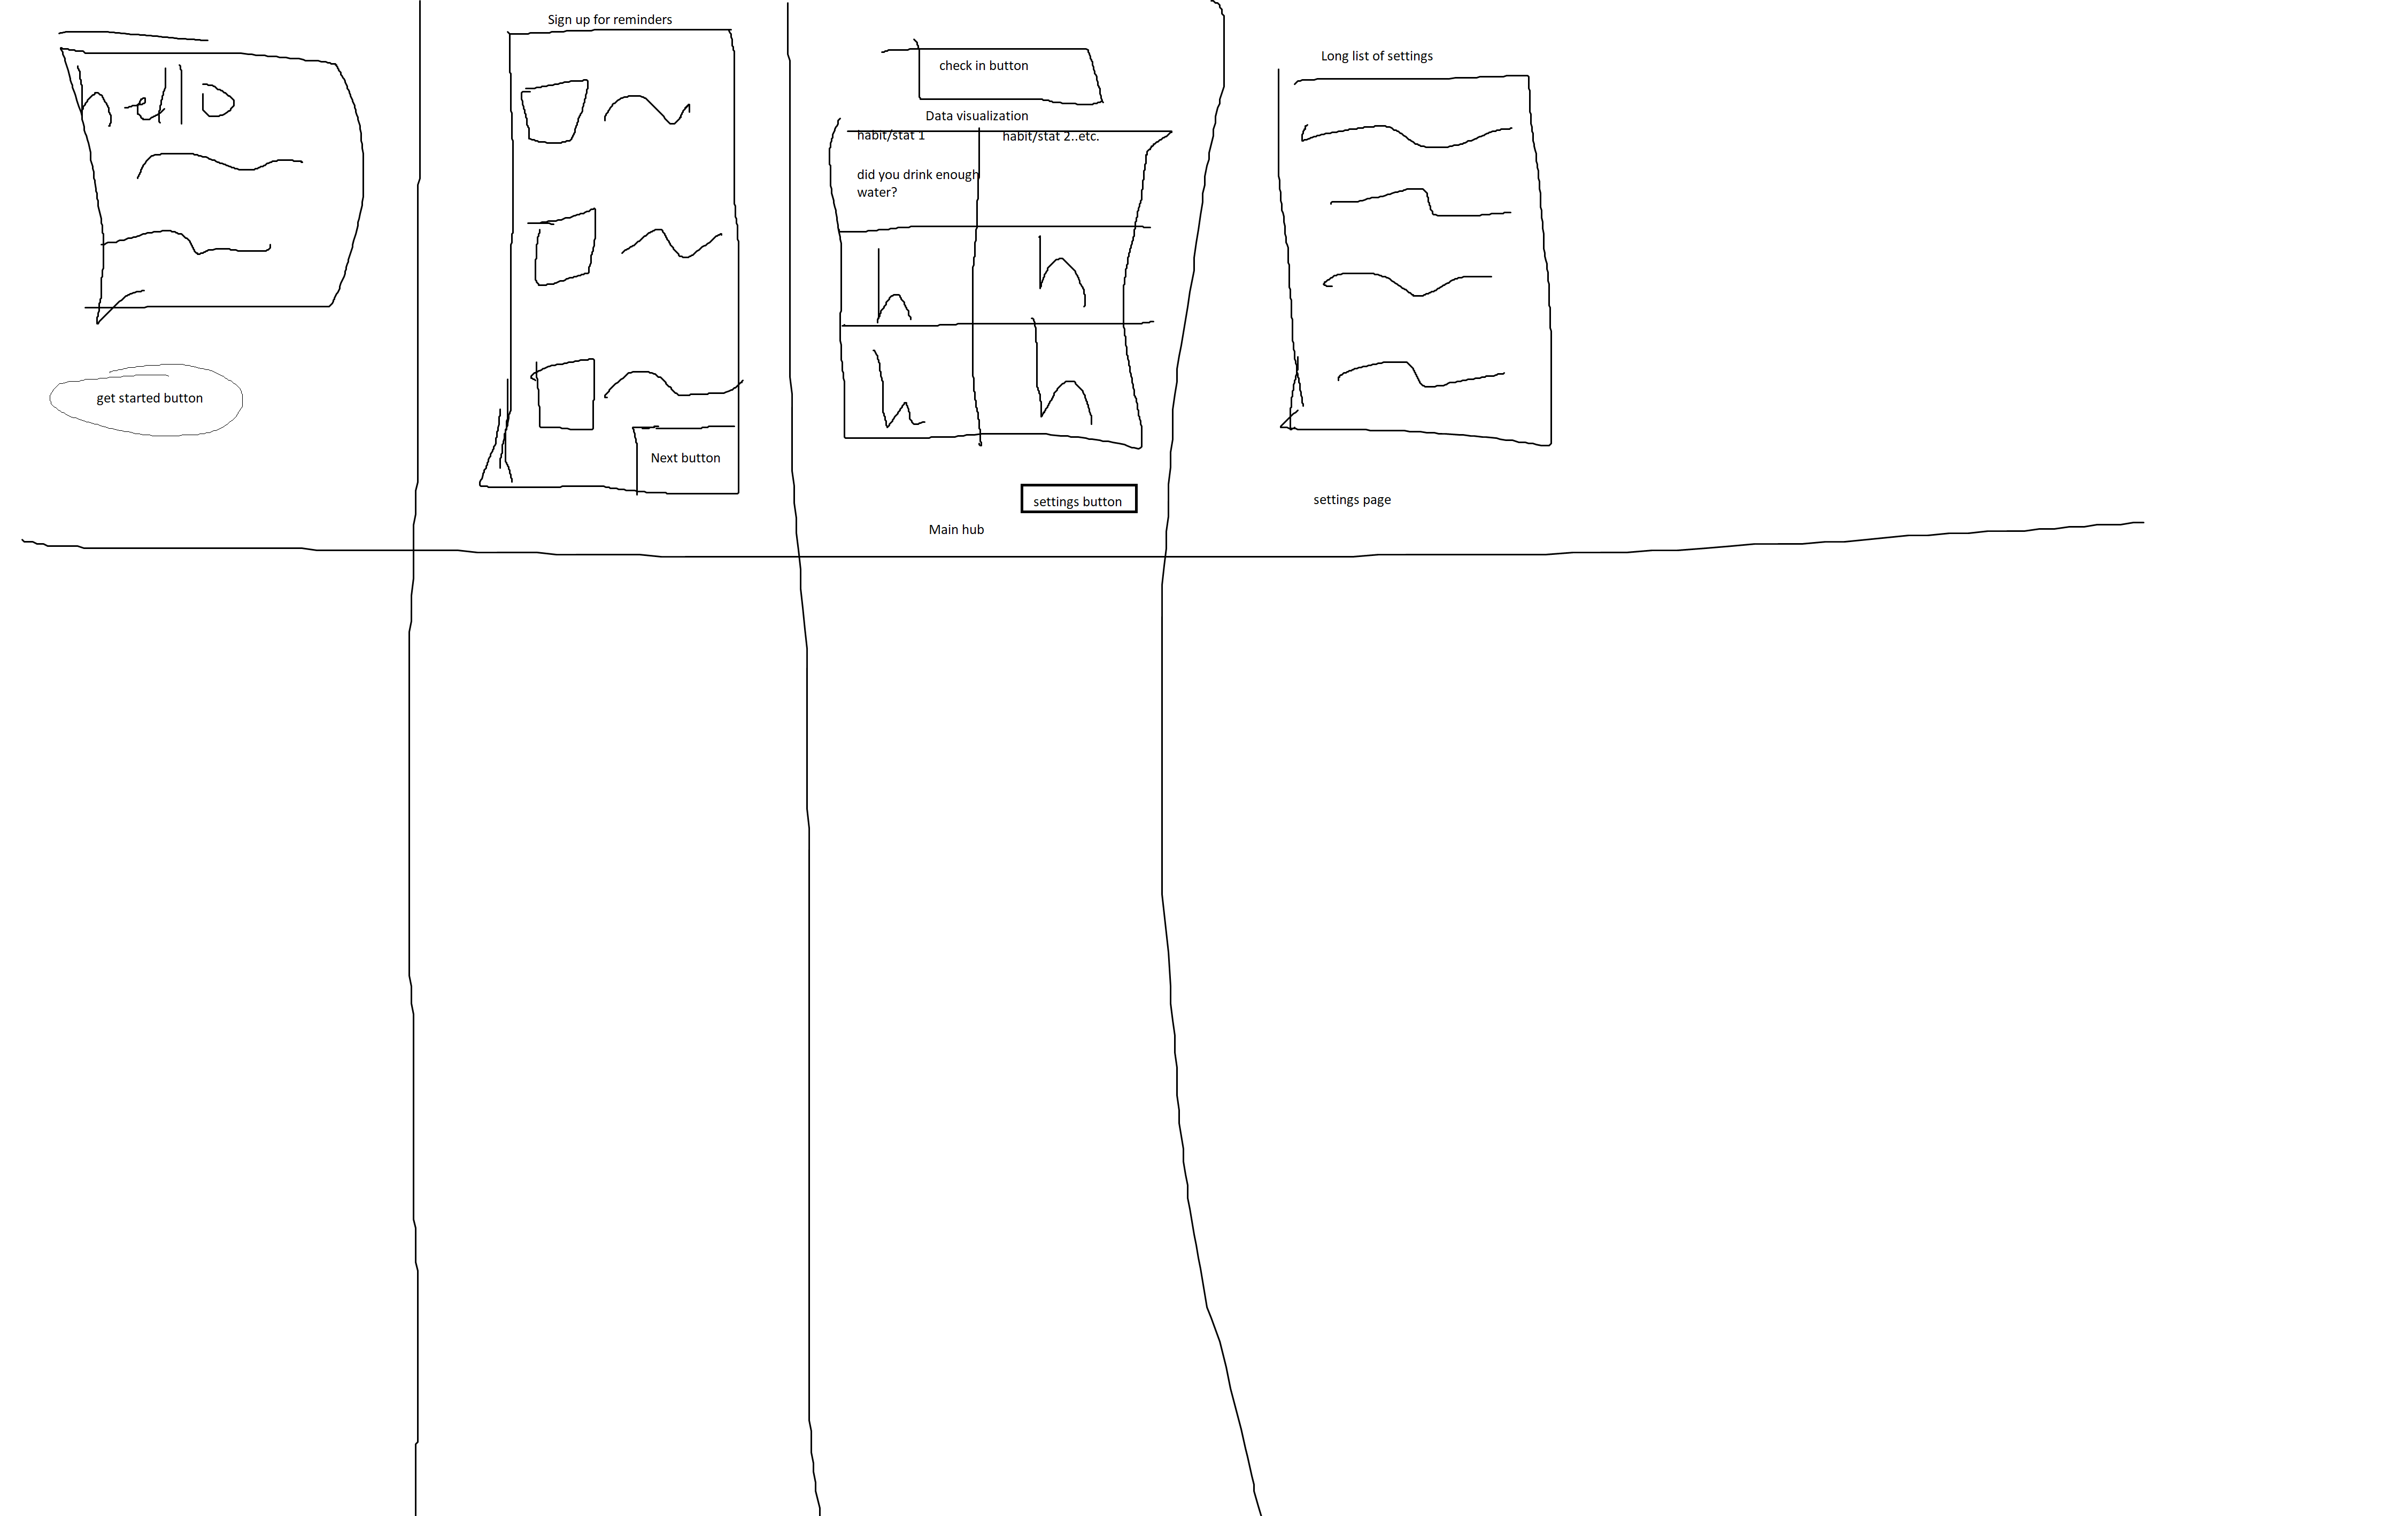 hello
get started button
Sign up for reminders
Next button
check in button
Data visualization
habit/stat 1
habit/stat 2..etc.
did you drink enough
water?
h
h
h
h
settings button
Main hub
Long list of settings
settings page